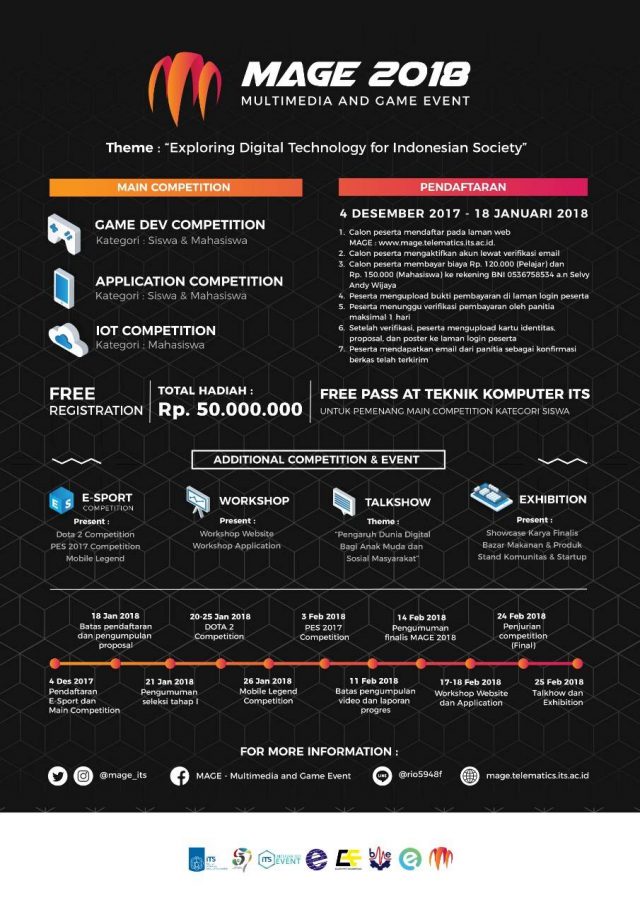 MAGE 2018
MULTIMEDIA AND GAME EVENT
Theme : “Exploring Digital Technology for Indonesian Society”
MAIN COMPETITION
GAME DEV COMPETITION
Kategori : Siswa & Mahasiswa
APPLICATION COMPETITION
Kategori : Siswa & Mahasiswa
IOT COMPETITION
Kategori : Mahasiswa
PENDAFTARAN
4 DESEMBER 2017 - 18 JANUARI 2018
1. Calon peserta mendaftar pada laman web
MAGE : www.mage.telematics.its.ac.id.
2. Calon peserta mengaktifkan akun lewat verifikasi email
3. Calon peserta membayar biaya Rp. 120.000 (Pelajar) dan
Rp. 150.000 (Mahasiswa) ke rekening BNI 0536758534 a.n Selvy
Andy Wijaya
4. Peserta mengupload bukti pembayaran di laman login peserta
5. Peserta menunggu verifikasi pembayaran oleh panitia
maksimal 1 hari
6. Setelah verifikasi, peserta mengupload kartu identitas,
proposal, dan poster ke laman login peserta
7. Peserta mendapatkan email dari panitia sebagai konfirmasi
berkas telah terkirim
FREE
REGISTRATION
TOTAL HADIAH :
Rp. 50.000.000
FREE PASS AT TEKNIK KOMPUTER ITS
UNTUK PEMENANG MAIN COMPETITION KATEGORI SISWA
ADDITIONAL COMPETITION & EVENT
E S
E-SPORT
COMPETITION
Present :
Dota 2 Competition
PES 2017 Competition
Mobile Legend
WORKSHOP
Present :
Workshop Website
Workshop Application
TALKSHOW
Theme :
"Pengaruh Dunia Digital
Bagi Anak Muda dan
Sosial Masyarakat"
EXHIBITION
Present :
Showcase Karya Finalis
Bazar Makanan & Produk
Stand Komunitas & Startup
4 Des 2017
Pendaftaran
E-Sport dan
Main Competition
18 Jan 2018
Batas pendaftaran
dan pengumpulan
proposal
21 Jan 2018
Pengumuman
seleksi tahap I
20-25 Jan 2018
DOTA 2
Competition
26 Jan 2018
Mobile Legend
Competition
3 Feb 2018
PES 2017
Competition
11 Feb 2018
Batas pengumpulan
video dan laporan
progres
14 Feb 2018
Pengumuman
finalis MAGE 2018
17-18 Feb 2018
Workshop Website
dan Application
24 Feb 2018
Penjurian
competition
(Final)
25 Feb 2018
Talkhow dan
Exhibition
FOR MORE INFORMATION :
@mage_its
MAGE - Multimedia and Game Event
LINE
@rio5948f
mage.telematics.its.ac.id
ITS
ITS
EVENT